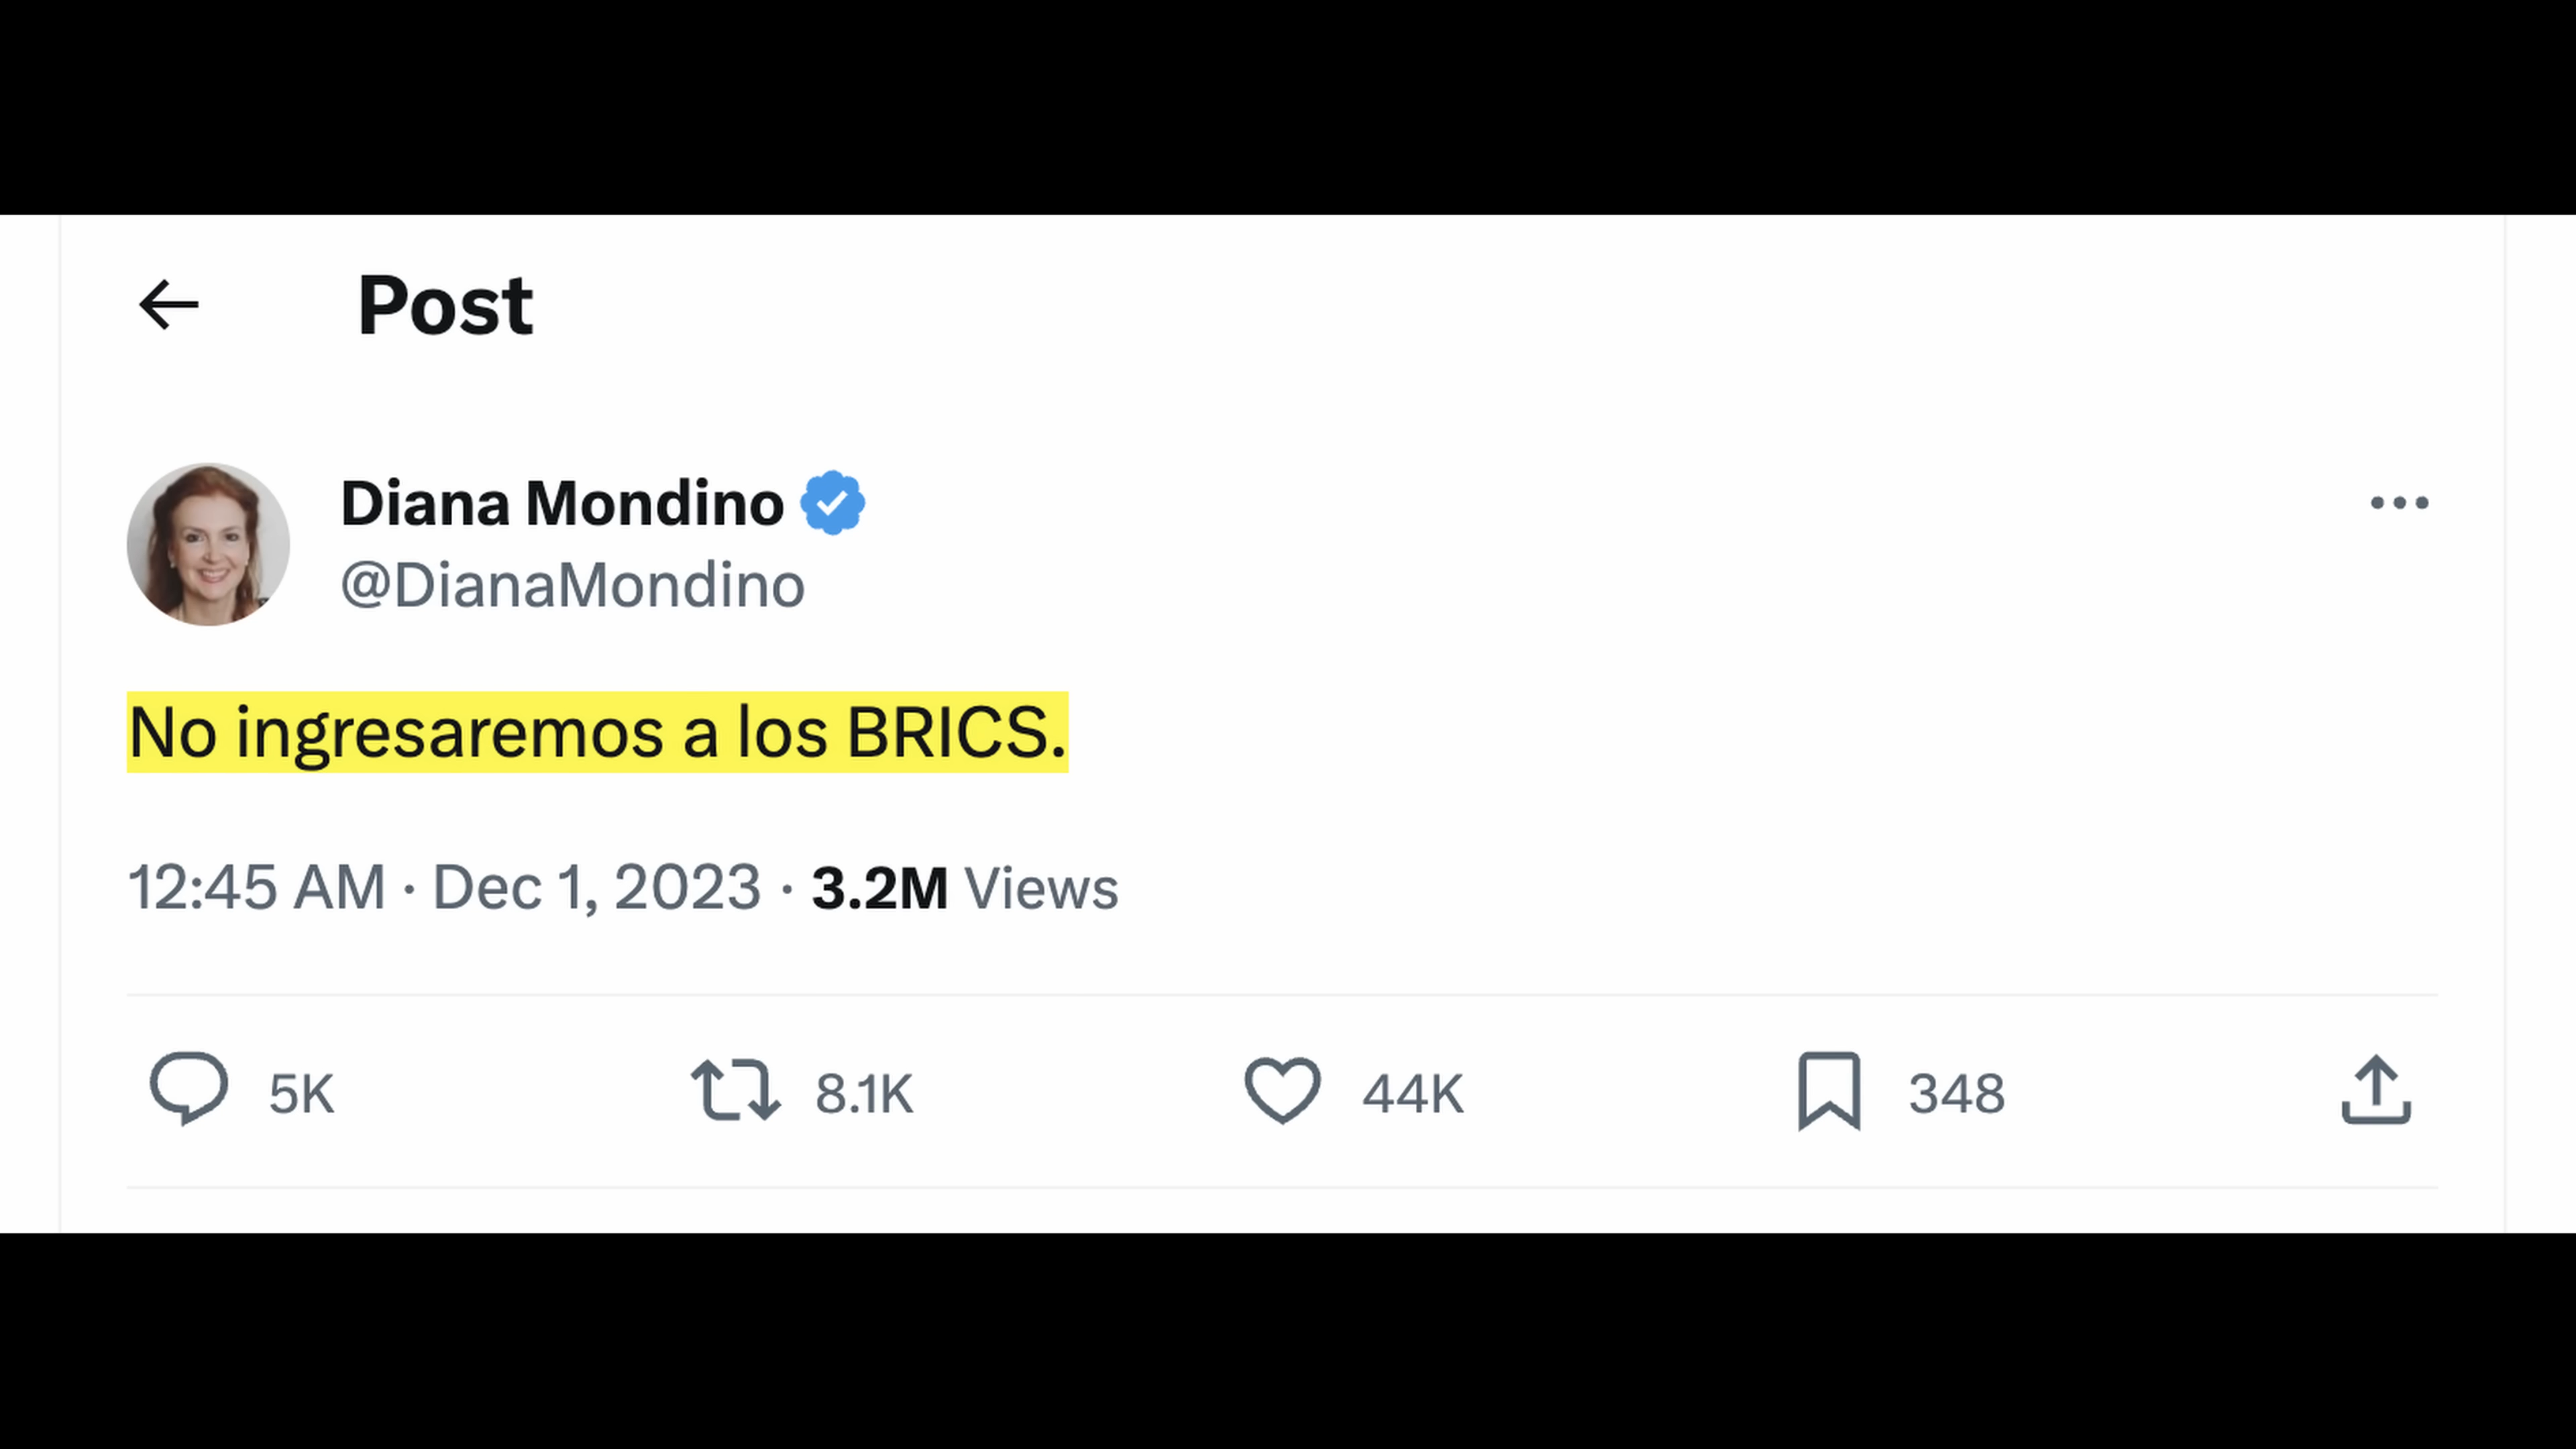 Post
Diana Mondino
@DianaMondino
No ingresaremos a los BRICS.
12:45 AM · Dec 1, 2023 · 3.2M Views
5K 8.1K 44K 348